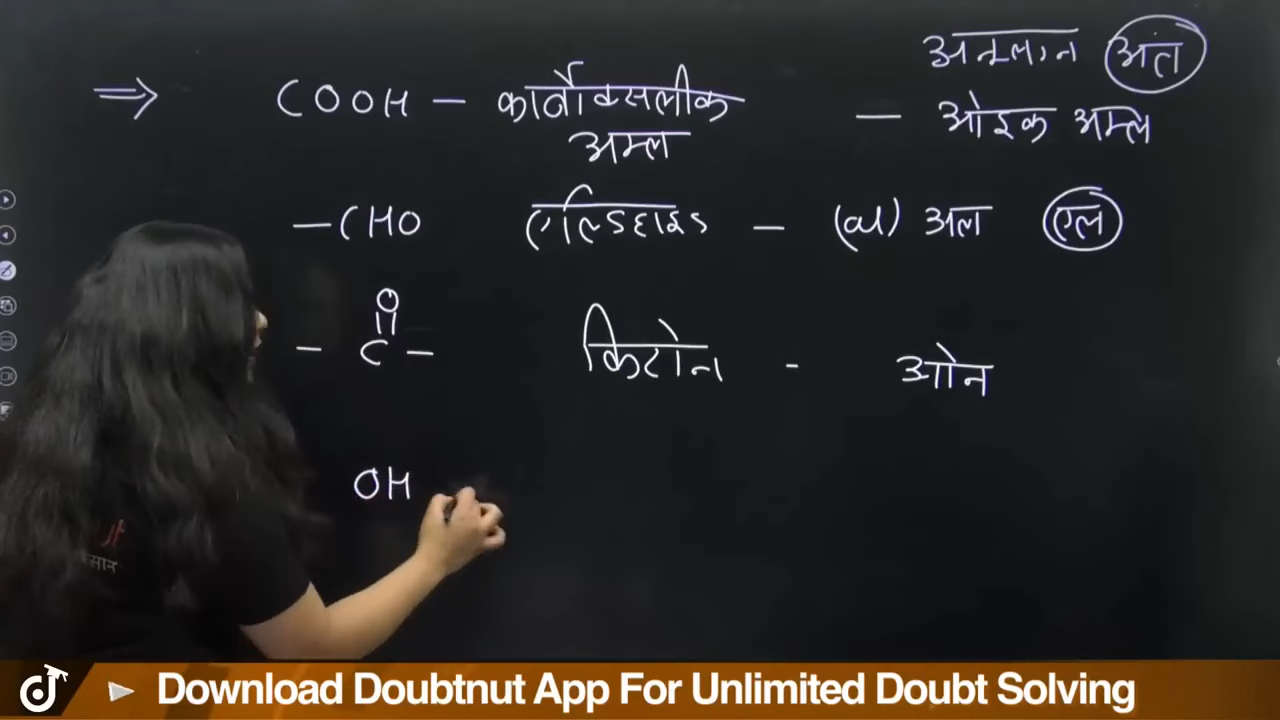 अनुलग्न अंत
⇒ COOH – कार्बोक्सलीक अम्ल – ओइक अम्ल
–CHO एल्डिहाइड – (al) अल एल
O
– C – किटोन - ओन
OH
Download Doubtnut App For Unlimited Doubt Solving